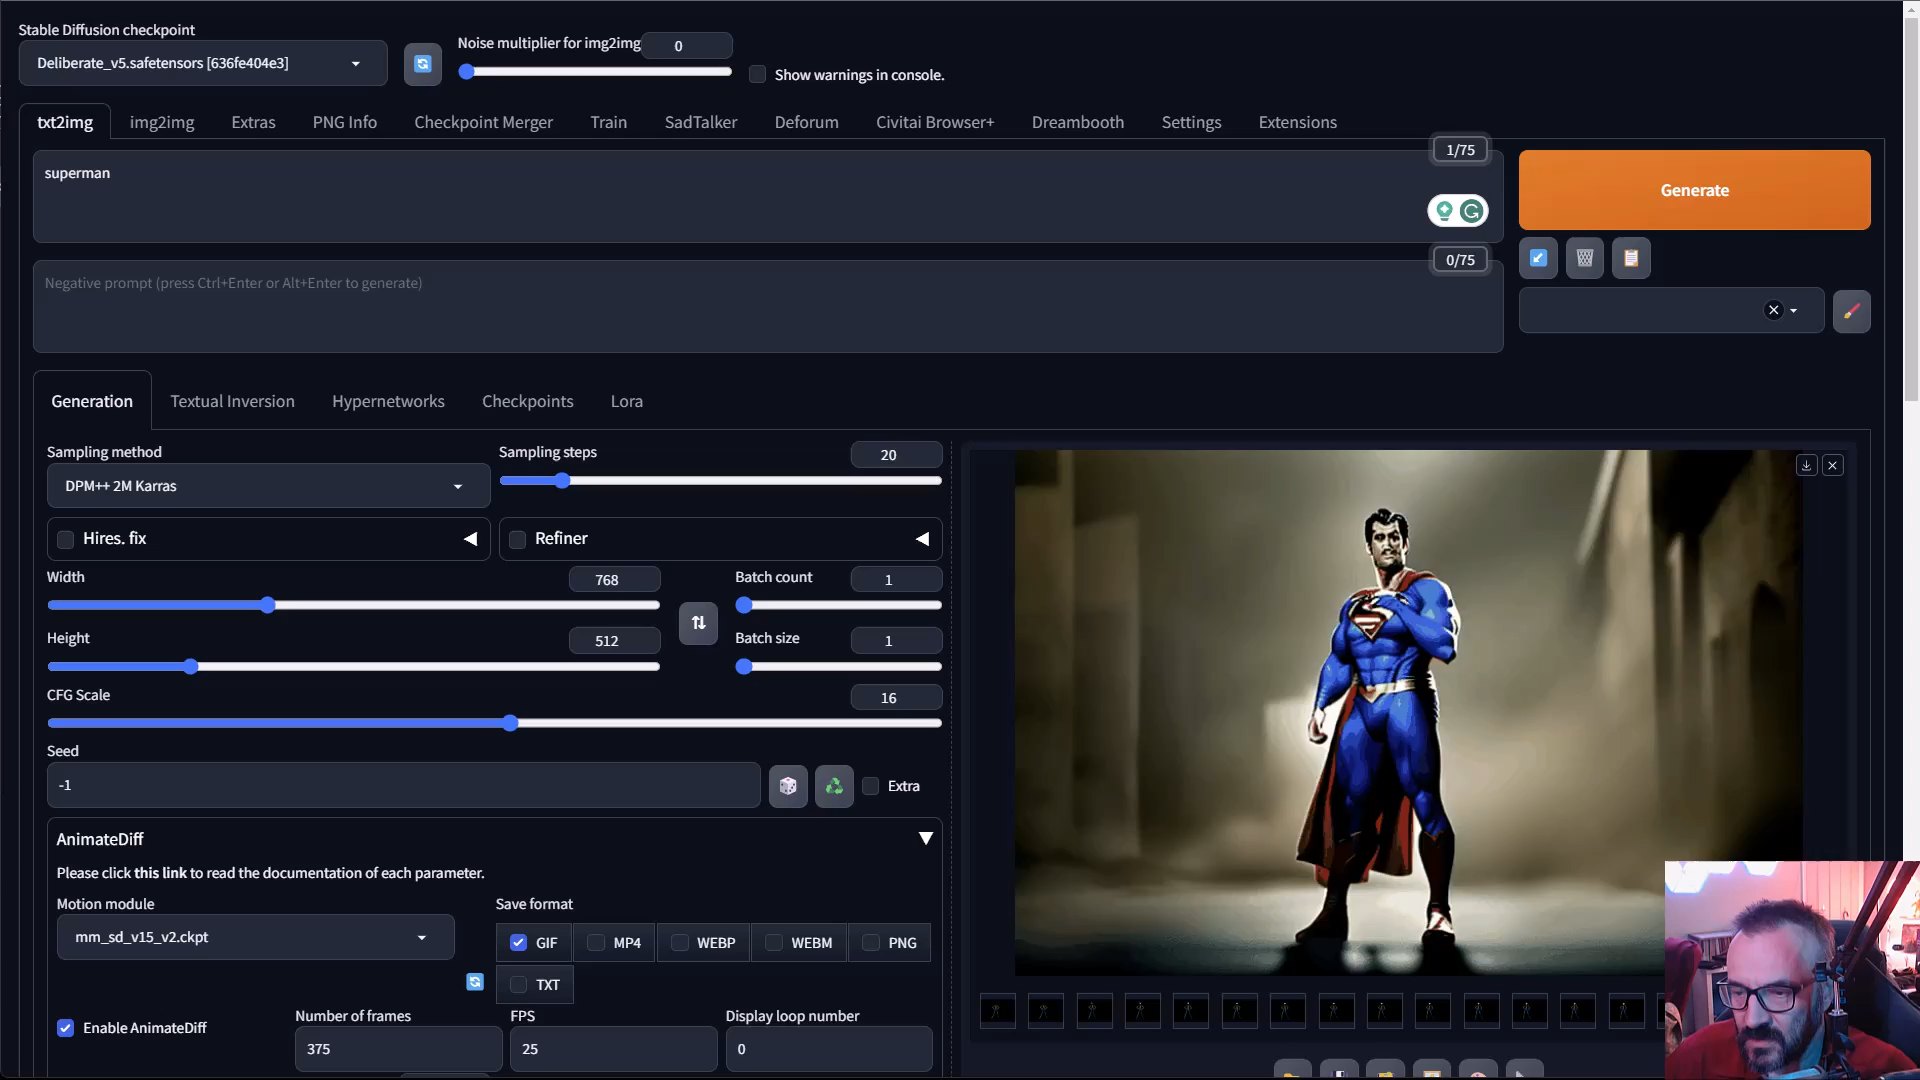 Stable Diffusion checkpoint
Deliberate_v5.safetensors [636fe404e3]
Noise multiplier for img2img
0
Show warnings in console.
txt2img
img2img
Extras
PNG Info
Checkpoint Merger
Train
SadTalker
Deforum
Civitai Browser+
Dreambooth
Settings
Extensions
1/75
superman
Generate
0/75
Negative prompt (press Ctrl+Enter or Alt+Enter to generate)
Generation
Textual Inversion
Hypernetworks
Checkpoints
Lora
Sampling method
DPM++ 2M Karras
Sampling steps
20
Hires. fix
Refiner
Width
768
Batch count
1
Height
512
Batch size
1
CFG Scale
16
Seed
-1
Extra
AnimateDiff
Please click this link to read the documentation of each parameter.
Motion module
mm_sd_v15_v2.ckpt
Save format
GIF
MP4
WEBP
WEBM
PNG
TXT
Enable AnimateDiff
Number of frames
375
FPS
25
Display loop number
0